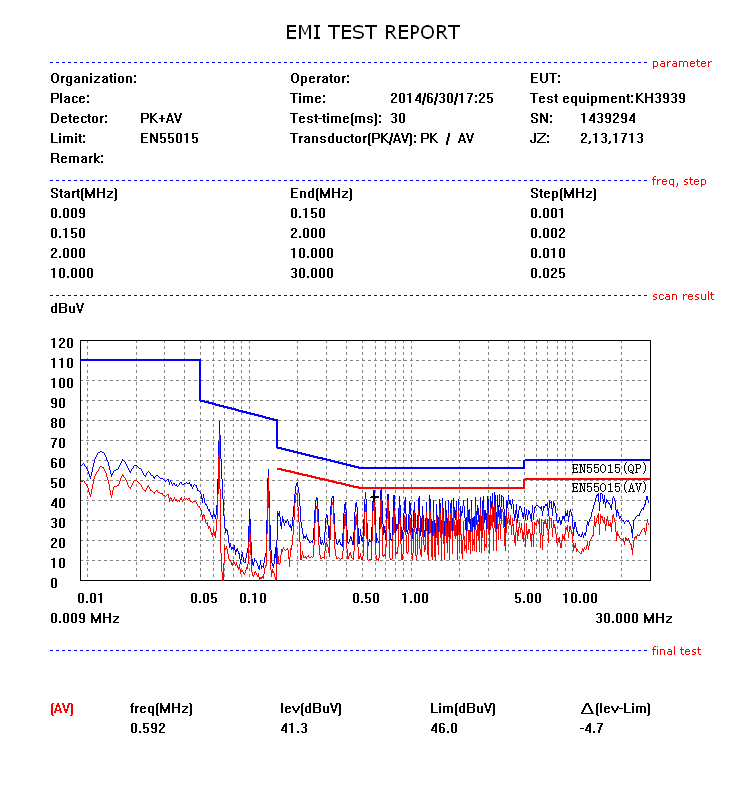 EMI TEST REPORT
parameter
Organization: Operator: EUT:
Place: Time: 2014/6/30/17:25 Test equipment:KH3939
Detector: PK+AV Test-time(ms): 30 SN: 1439294
Limit: EN55015 Transductor(PK/AV): PK / AV JZ: 2,13,1713
Remark:
freq, step
Start(MHz) End(MHz) Step(MHz)
0.009 0.150 0.001
0.150 2.000 0.002
2.000 10.000 0.010
10.000 30.000 0.025
scan result
dBuV
120
110
100
90
80
70
60
EN55015(QP)
50
EN55015(AV)
40
30
20
10
0
0.01 0.05 0.10 0.50 1.00 5.00 10.00
0.009 MHz 30.000 MHz
final test
(AV) freq(MHz) lev(dBuV) Lim(dBuV) Δ(lev-Lim)
0.592 41.3 46.0 -4.7